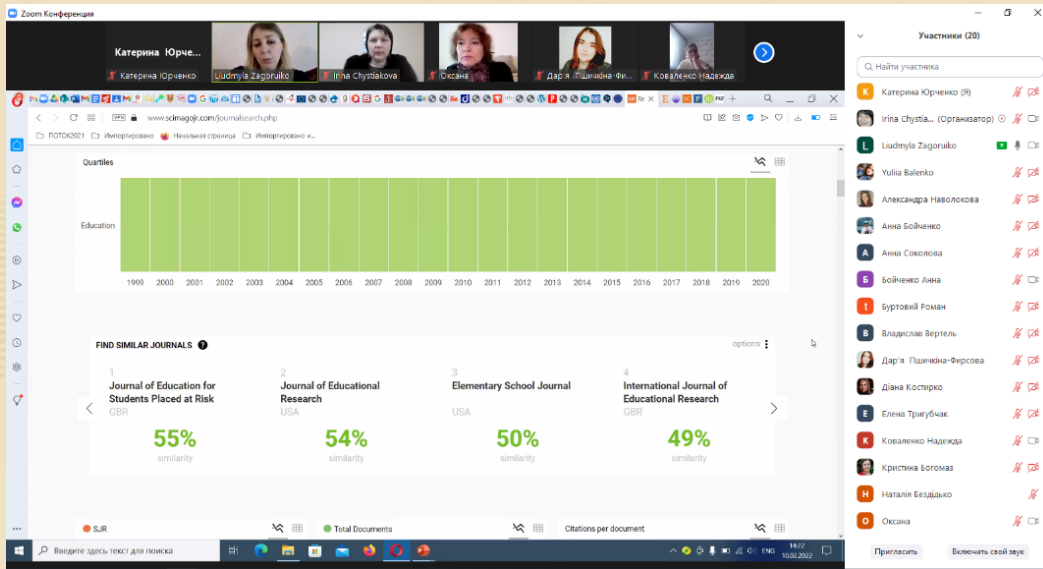 Zoom Конференция
Катерина Юрче...
Катерина Юрченко
Liudmyla Zagoruiko
Irina Chystiakova
Оксана
Дар'я Пшичкіна-Фи...
Коваленко Надежда
www.scimagojr.com/journalsearch.php
VPN
ПОТОК2021
Импортировано
Начальная страница
Импортировано и...
Quartiles
Education
1999 2000 2001 2002 2003 2004 2005 2006 2007 2008 2009 2010 2011 2012 2013 2014 2015 2016 2017 2018 2019 2020
FIND SIMILAR JOURNALS
options
1
Journal of Education for
Students Placed at Risk
GBR
55%
similarity
2
Journal of Educational
Research
USA
54%
similarity
3
Elementary School Journal
USA
50%
similarity
4
International Journal of
Educational Research
GBR
49%
similarity
SJR
Total Documents
Citations per document
Введите здесь текст для поиска
ENG
14:22
10.02.2022
Участники (20)
Найти участника
К Катерина Юрченко (Я)
Irina Chystia... (Организатор)
L Liudmyla Zagoruiko
Yuliia Balenko
Александра Наволокова
Анна Бойченко
А Анна Соколова
Б Бойченко Анна
t Буртовий Роман
В Владислав Вертель
Дар'я Пшичкіна-Фирсова
Діана Костирко
Е Елена Тригубчак
К Коваленко Надежда
Кристина Богомаз
Н Наталія Бездідько
О Оксана
Пригласить
Включить свой звук